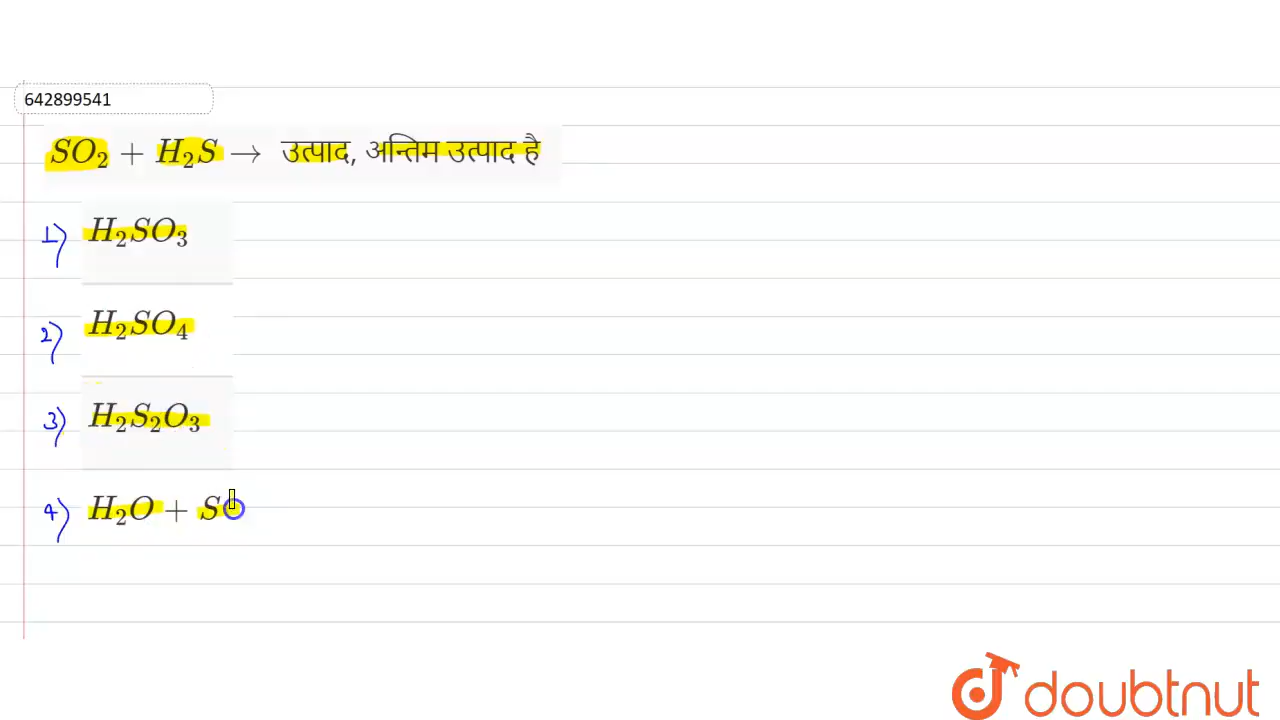 642899541
SO₂ + H₂S → उत्पाद, अन्तिम उत्पाद है
1) H₂SO₃
2) H₂SO₄
3) H₂S₂O₃
4) H₂O + S
doubtnut